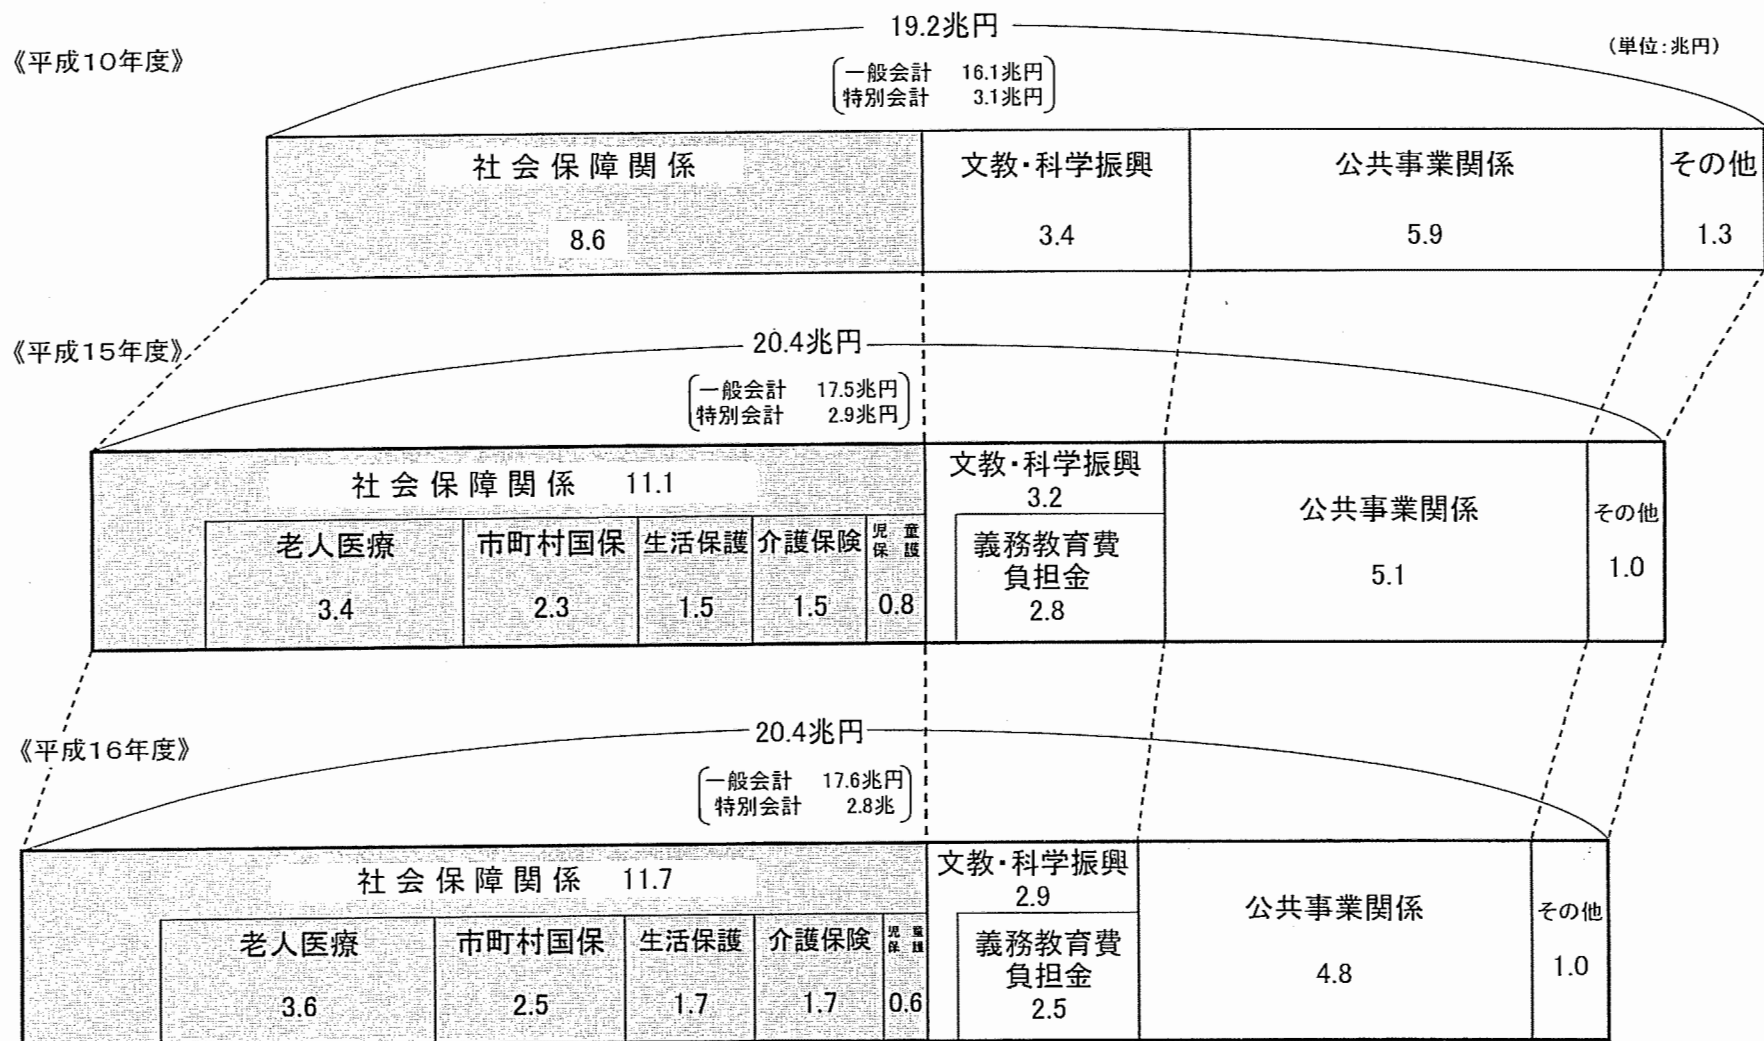 《平成10年度》
19.2兆円
(単位:兆円)
一般会計 16.1兆円
特別会計 3.1兆円
社会保障関係
8.6
文教・科学振興
3.4
公共事業関係
5.9
その他
1.3
《平成15年度》
20.4兆円
一般会計 17.5兆円
特別会計 2.9兆円
社会保障関係 11.1
老人医療
3.4
市町村国保
2.3
生活保護
1.5
介護保険
1.5
児童
保護
0.8
文教・科学振興
3.2
義務教育費
負担金
2.8
公共事業関係
5.1
その他
1.0
《平成16年度》
20.4兆円
一般会計 17.6兆円
特別会計 2.8兆
社会保障関係 11.7
老人医療
3.6
市町村国保
2.5
生活保護
1.7
介護保険
1.7
児童
保護
0.6
文教・科学振興
2.9
義務教育費
負担金
2.5
公共事業関係
4.8
その他
1.0